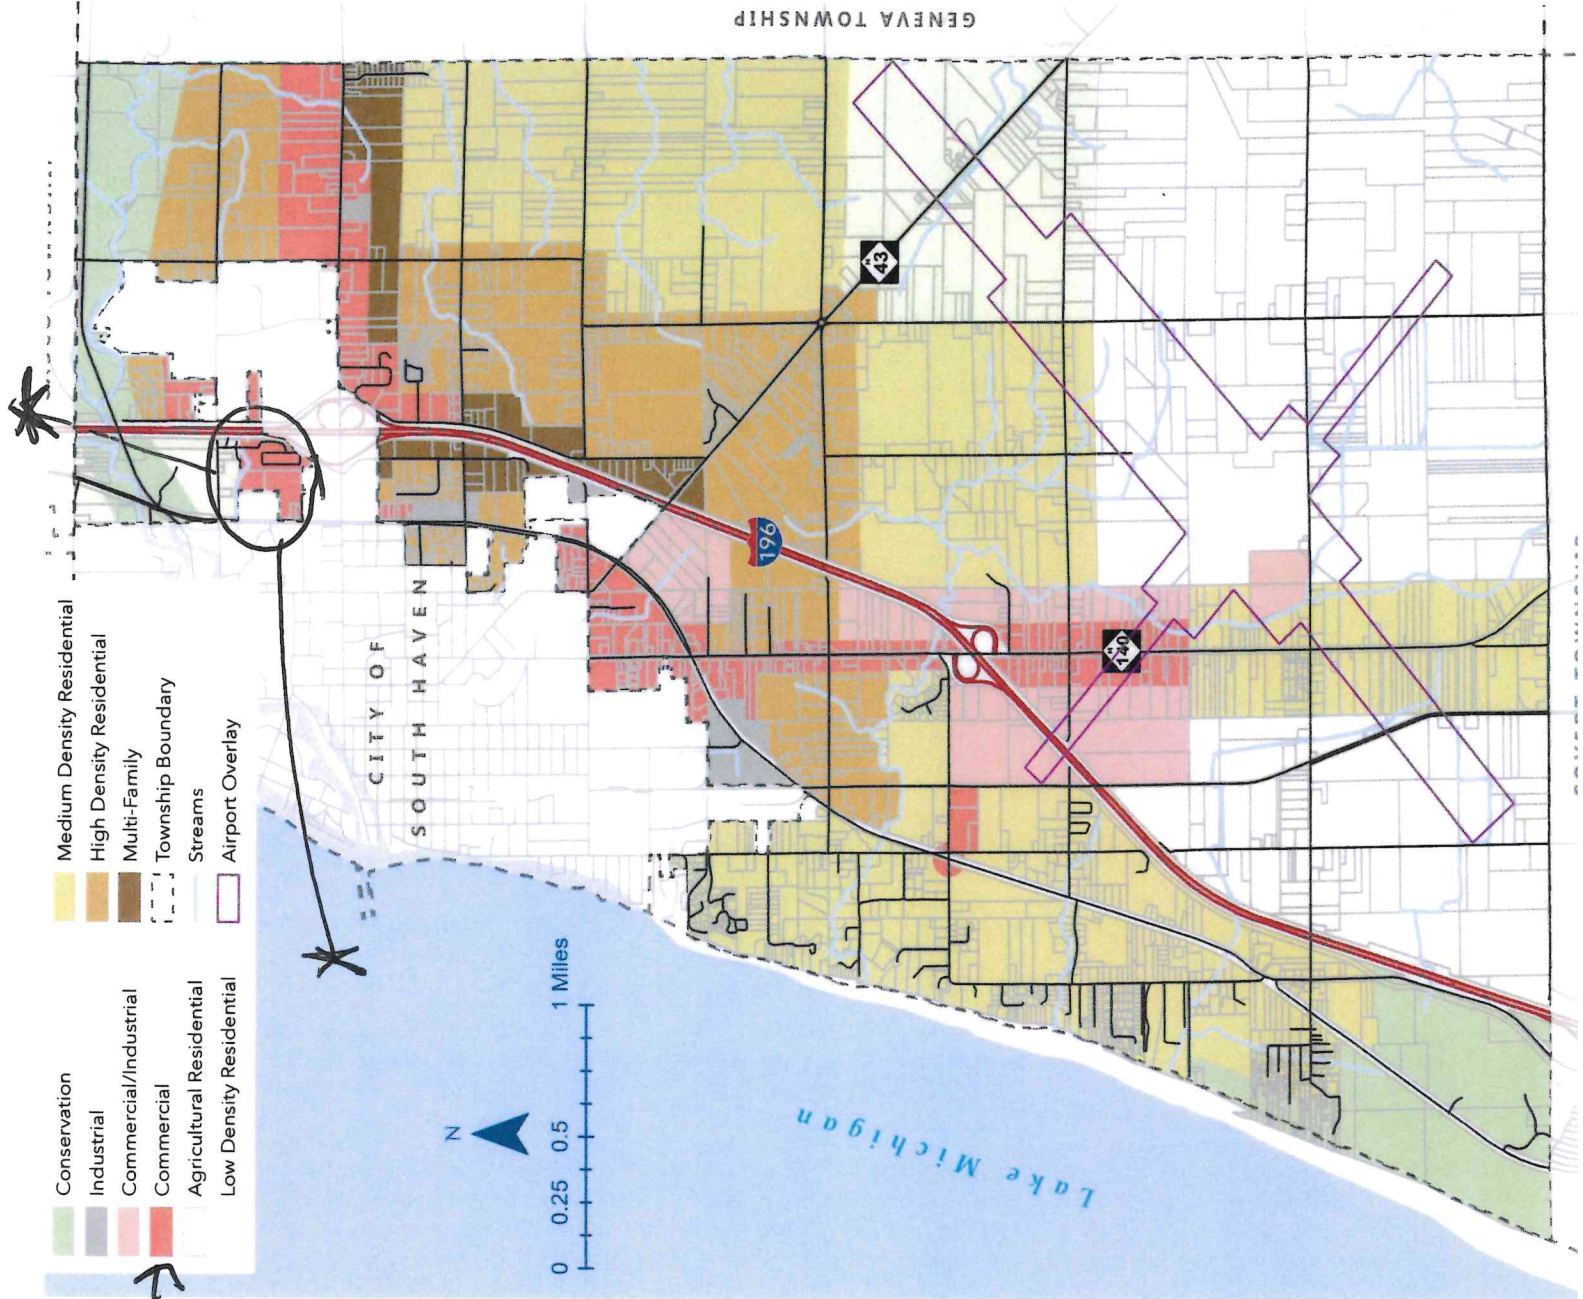 Conservation
Industrial
Commercial/Industrial
Commercial
Agricultural Residential
Low Density Residential
Medium Density Residential
High Density Residential
Multi-Family
Township Boundary
Streams
Airport Overlay
GENEVA TOWNSHIP
CITY OF
SOUTH HAVEN
N
0 0.25 0.5 1 Miles
Lake Michigan
196
M
43
M
140